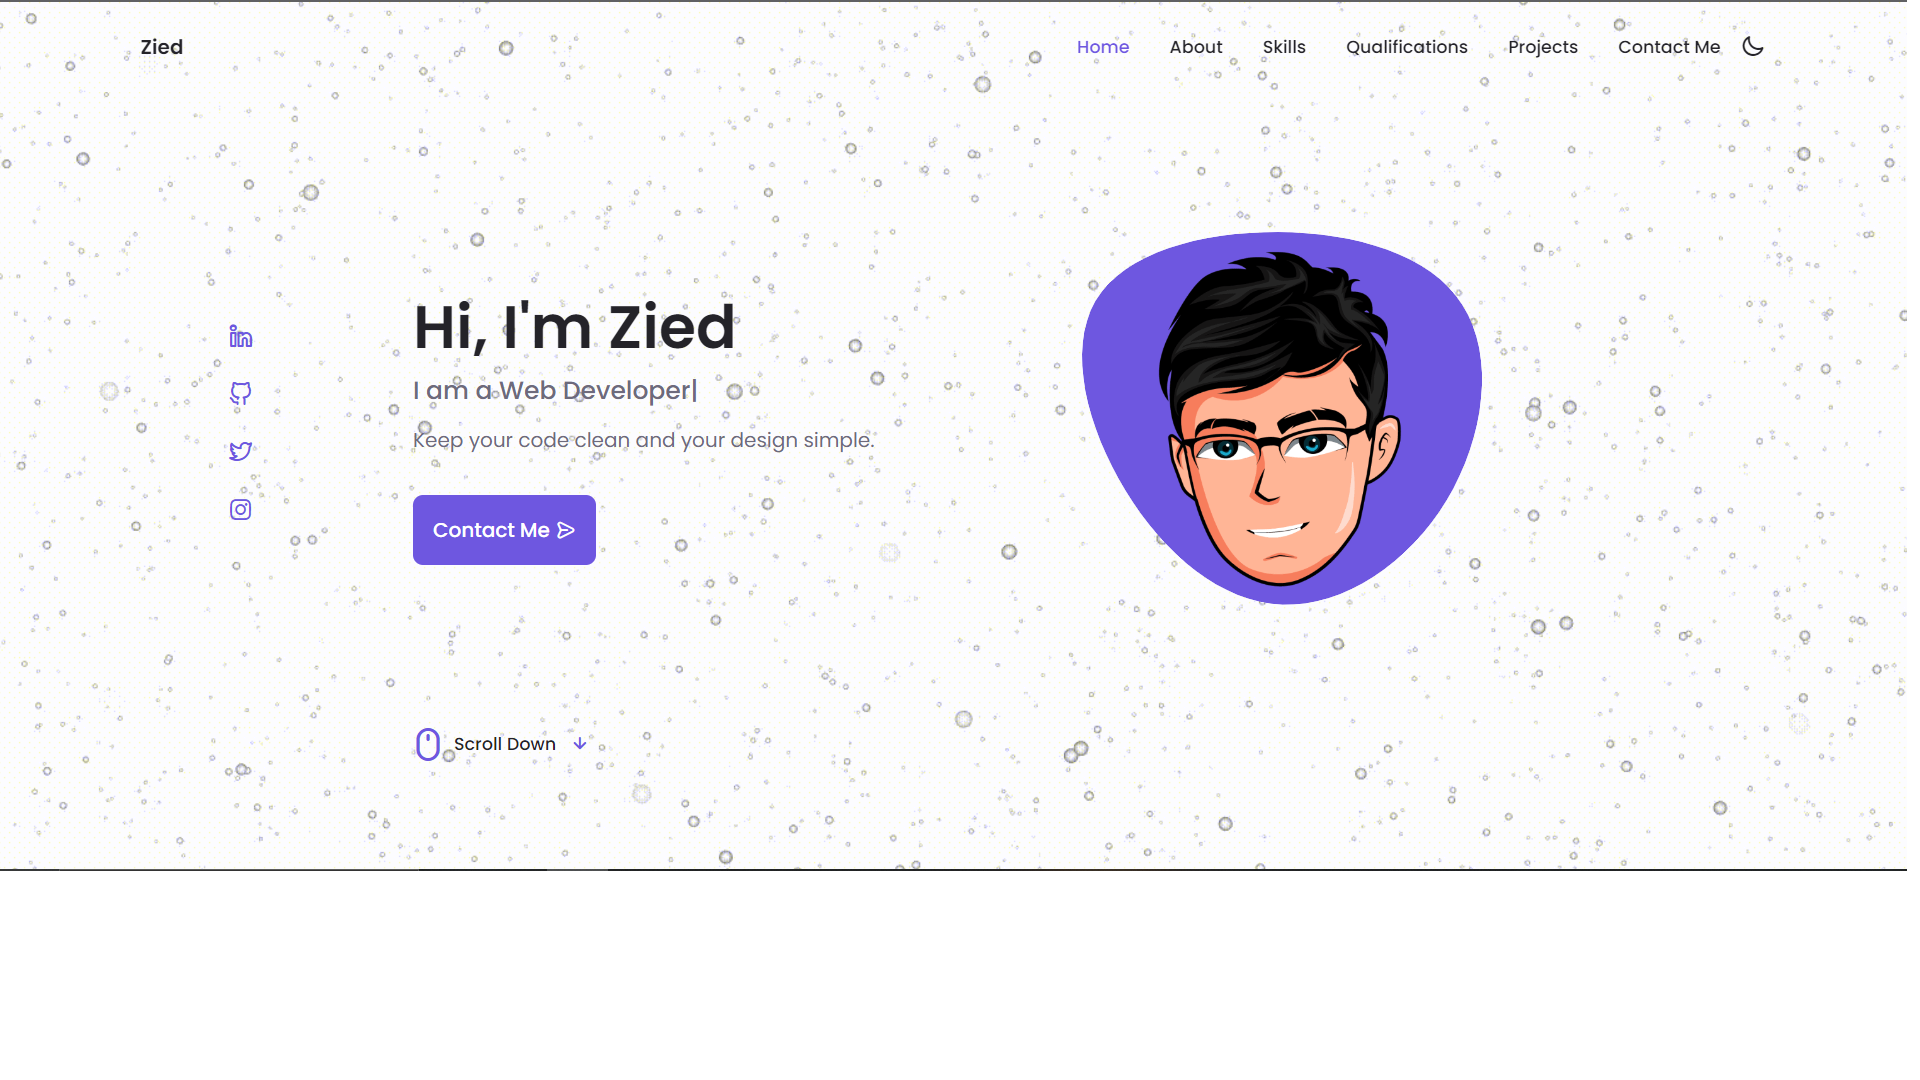 Zied
Home About Skills Qualifications Projects Contact Me
Hi, I'm Zied
I am a Web Developer|
Keep your code clean and your design simple.
Contact Me
Scroll Down